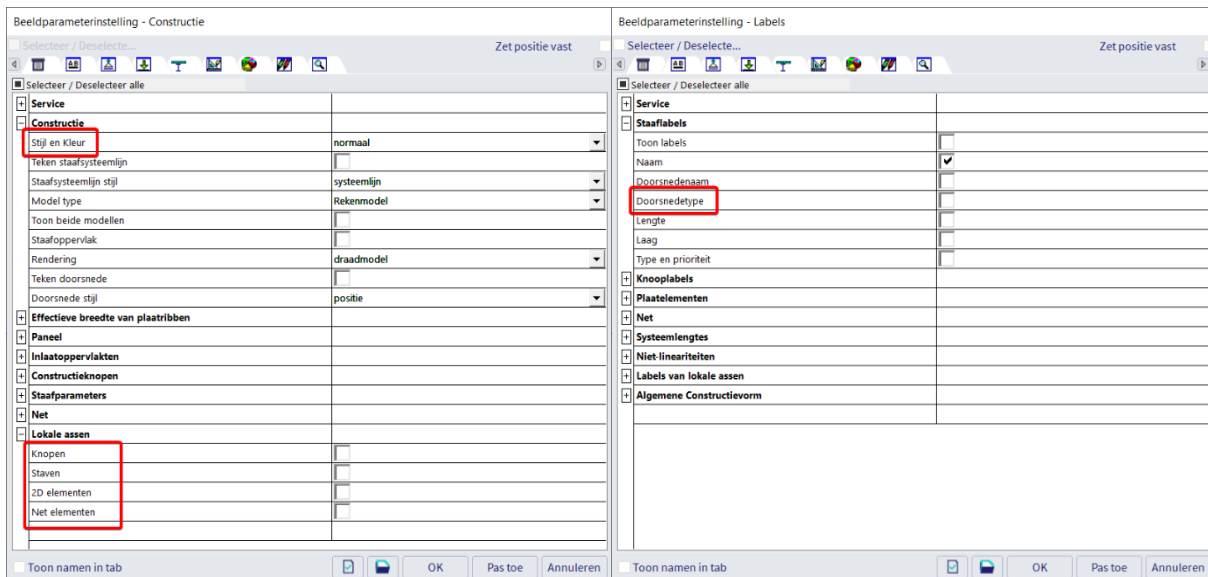 Beeldparameterinstelling - Constructie
Selecteer / Deselecte...
Zet positie vast
Selecteer / Deselecteer alle
Service
Constructie
Stijl en Kleur normaal
Teken staafsysteemlijn
Staafsysteemlijn stijl systeemlijn
Model type Rekenmodel
Toon beide modellen
Staafoppervlak
Rendering draadmodel
Teken doorsnede
Doorsnede stijl positie
Effectieve breedte van plaatribben
Paneel
Inlaatoppervlakten
Constructieknopen
Staafparameters
Net
Lokale assen
Knopen
Staven
2D elementen
Net elementen
Toon namen in tab
OK
Pas toe
Annuleren
Beeldparameterinstelling - Labels
Selecteer / Deselecte...
Zet positie vast
Selecteer / Deselecteer alle
Service
Staaflabels
Toon labels
Naam
Doorsnedenaam
Doorsnedetype
Lengte
Laag
Type en prioriteit
Knooplabels
Plaatelementen
Net
Systeemlengtes
Niet-lineariteiten
Labels van lokale assen
Algemene Constructievorm
Toon namen in tab
OK
Pas toe
Annuleren